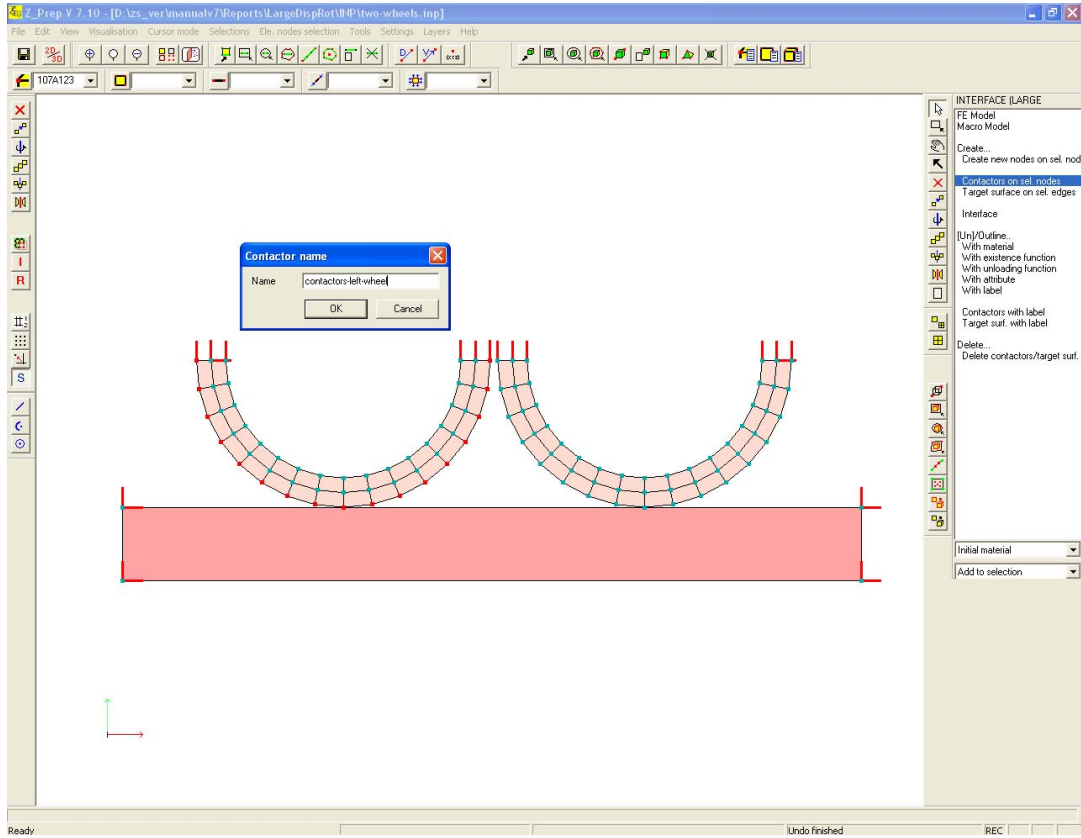 Z_Prep V 7.10 - [D:\zs_ver\manualv7\Reports\LargeDispRot\INP\two-wheels.inp]
File Edit View Visualisation Cursor mode Selections Ele. nodes selection Tools Settings Layers Help
2D/3D
(x=z)
107A123
INTERFACE (LARGE
FE Model
Macro Model
Create...
Create new nodes on sel. nod
Contactors on sel. nodes
Target surface on sel. edges
Interface
[Un]/Outline..
With material
With existence function
With unloading function
With attribute
With label
Contactors with label
Target surf. with label
Delete...
Delete contactors/target surf.
Contactor name
Name contactors-left-wheel
OK Cancel
I
R
S
Initial material
Add to selection
Ready Undo finished REC